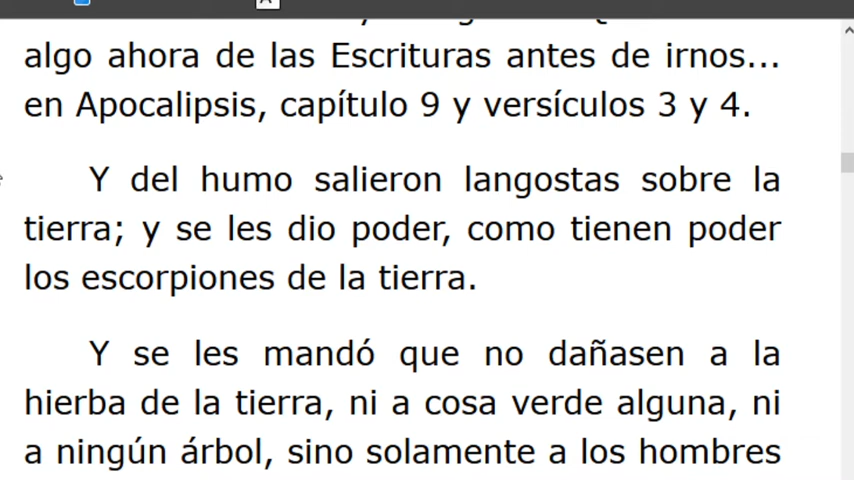 algo ahora de las Escrituras antes de irnos...
en Apocalipsis, capítulo 9 y versículos 3 y 4.
Y del humo salieron langostas sobre la
tierra; y se les dio poder, como tienen poder
los escorpiones de la tierra.
Y se les mandó que no dañasen a la
hierba de la tierra, ni a cosa verde alguna, ni
a ningún árbol, sino solamente a los hombres